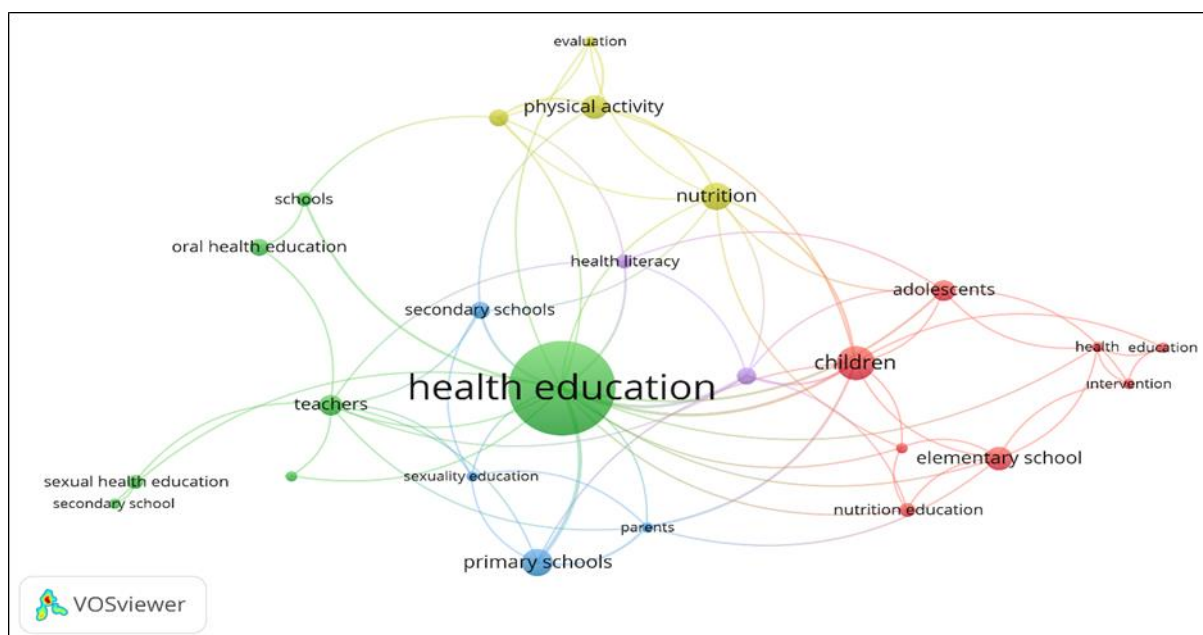 evaluation
physical activity
schools
nutrition
oral health education
health literacy
adolescents
secondary schools
health education
children
intervention
health education
teachers
elementary school
sexual health education
sexuality education
secondary school
nutrition education
parents
primary schools
VOSviewer